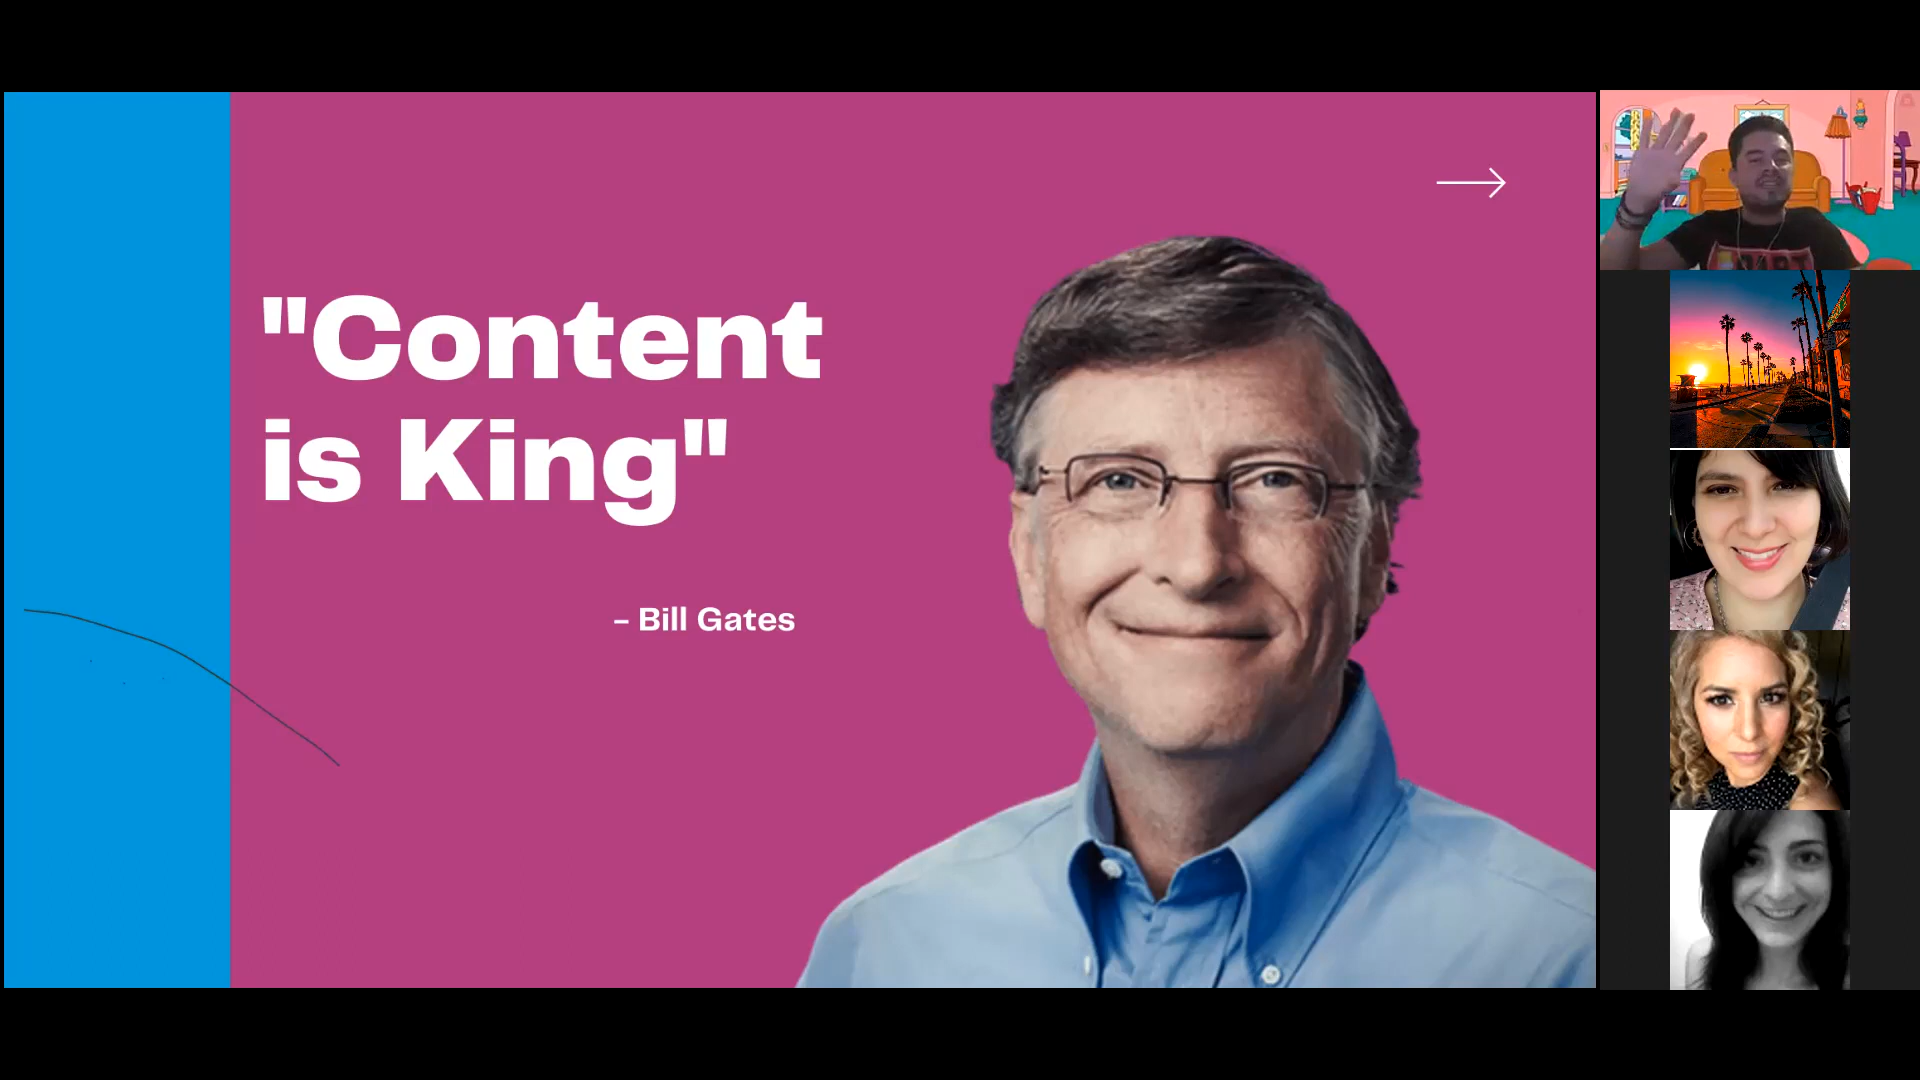 "Content
is King"
– Bill Gates